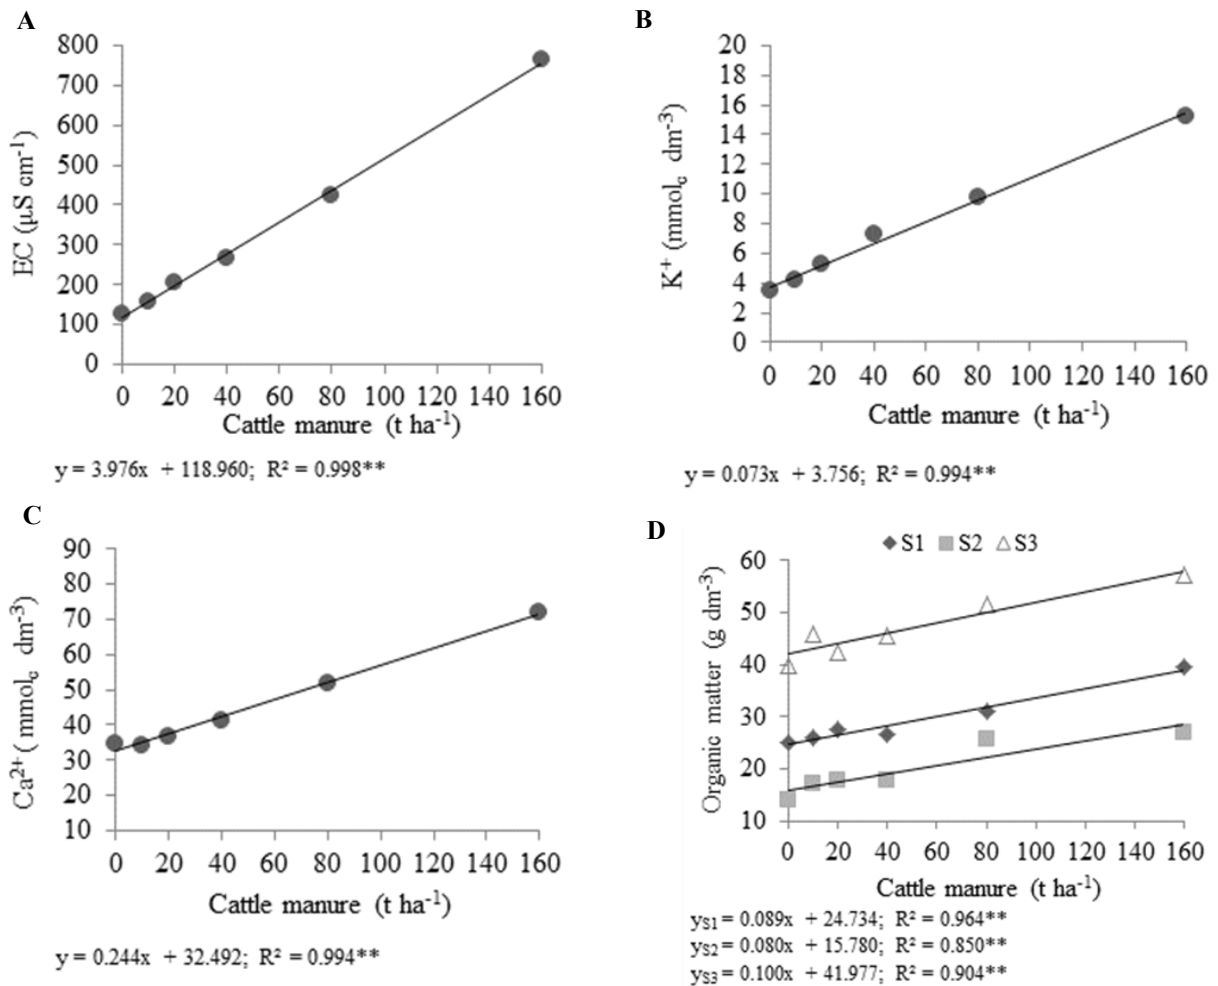 A
800
700
600
500
400
300
200
100
0
EC (μS cm⁻¹)
0 20 40 60 80 100 120 140 160
Cattle manure (t ha⁻¹)
y = 3.976x + 118.960; R² = 0.998**
B
20
18
16
14
12
10
8
6
4
2
0
K⁺ (mmol꜀ dm⁻³)
0 20 40 60 80 100 120 140 160
Cattle manure (t ha⁻¹)
y = 0.073x + 3.756; R² = 0.994**
C
90
80
70
60
50
40
30
20
10
Ca²⁺ ( mmol꜀ dm⁻³)
0 20 40 60 80 100 120 140 160
Cattle manure (t ha⁻¹)
y = 0.244x + 32.492; R² = 0.994**
D
S1 S2 S3
60
50
40
30
20
10
Organic matter (g dm⁻³)
0 20 40 60 80 100 120 140 160
Cattle manure (t ha⁻¹)
yS1 = 0.089x + 24.734; R² = 0.964**
yS2 = 0.080x + 15.780; R² = 0.850**
yS3 = 0.100x + 41.977; R² = 0.904**